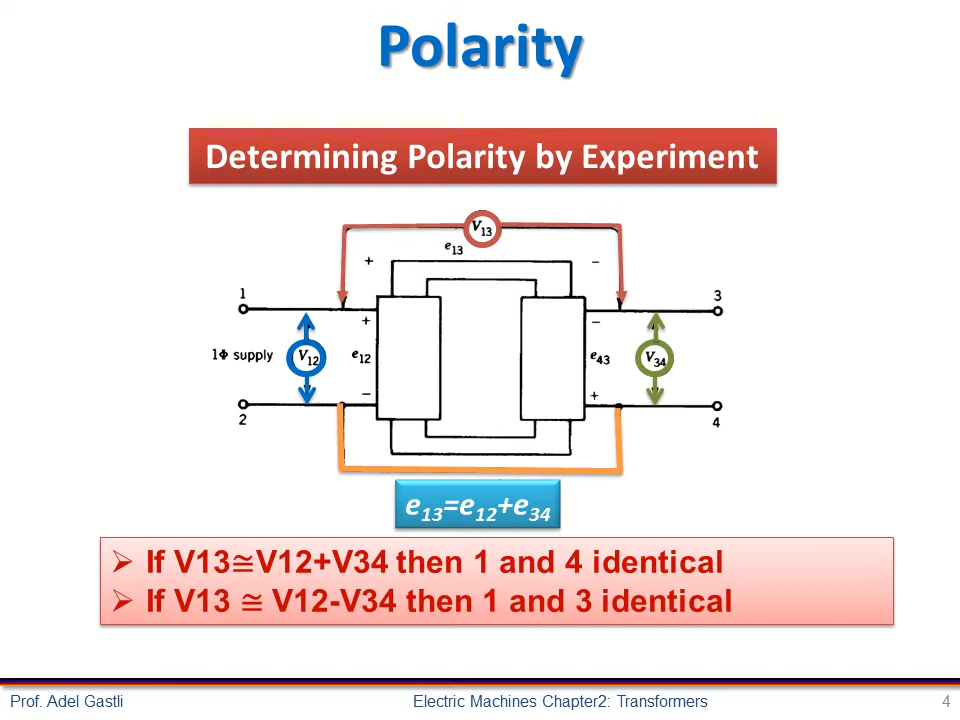 Polarity
Determining Polarity by Experiment
V13
e13
+ −
1 3
+ −
1Φ supply V12 e12 e43 V34
− +
2 4
e13=e12+e34
➢ If V13≅V12+V34 then 1 and 4 identical
➢ If V13 ≅ V12-V34 then 1 and 3 identical
Prof. Adel Gastli Electric Machines Chapter2: Transformers 4